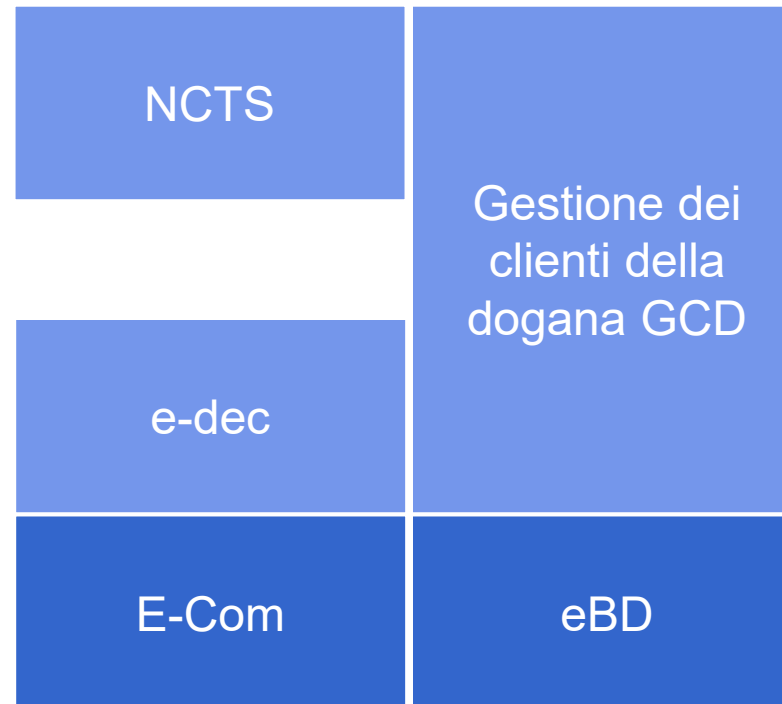 NCTS
Gestione dei
clienti della
dogana GCD
e-dec
E-Com
eBD